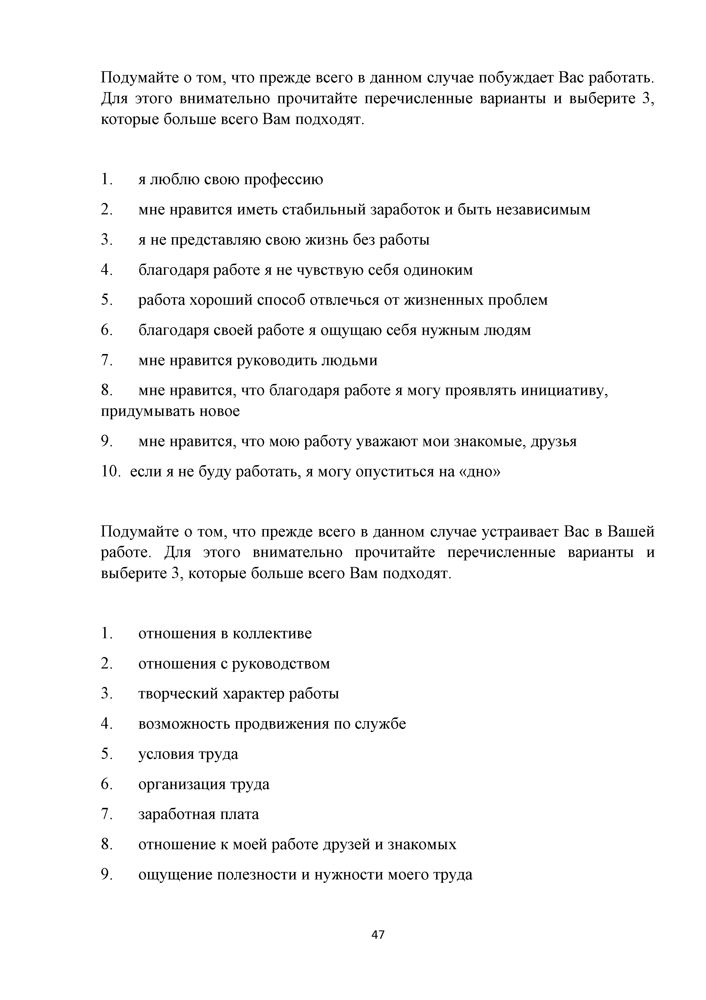 Подумайте о том, что прежде всего в данном случае побуждает Вас работать.
Для этого внимательно прочитайте перечисленные варианты и выберите 3,
которые больше всего Вам подходят.
1. я люблю свою профессию
2. мне нравится иметь стабильный заработок и быть независимым
3. я не представляю свою жизнь без работы
4. благодаря работе я не чувствую себя одиноким
5. работа хороший способ отвлечься от жизненных проблем
6. благодаря своей работе я ощущаю себя нужным людям
7. мне нравится руководить людьми
8. мне нравится, что благодаря работе я могу проявлять инициативу,
придумывать новое
9. мне нравится, что мою работу уважают мои знакомые, друзья
10. если я не буду работать, я могу опуститься на «дно»
Подумайте о том, что прежде всего в данном случае устраивает Вас в Вашей
работе. Для этого внимательно прочитайте перечисленные варианты и
выберите 3, которые больше всего Вам подходят.
1. отношения в коллективе
2. отношения с руководством
3. творческий характер работы
4. возможность продвижения по службе
5. условия труда
6. организация труда
7. заработная плата
8. отношение к моей работе друзей и знакомых
9. ощущение полезности и нужности моего труда
47